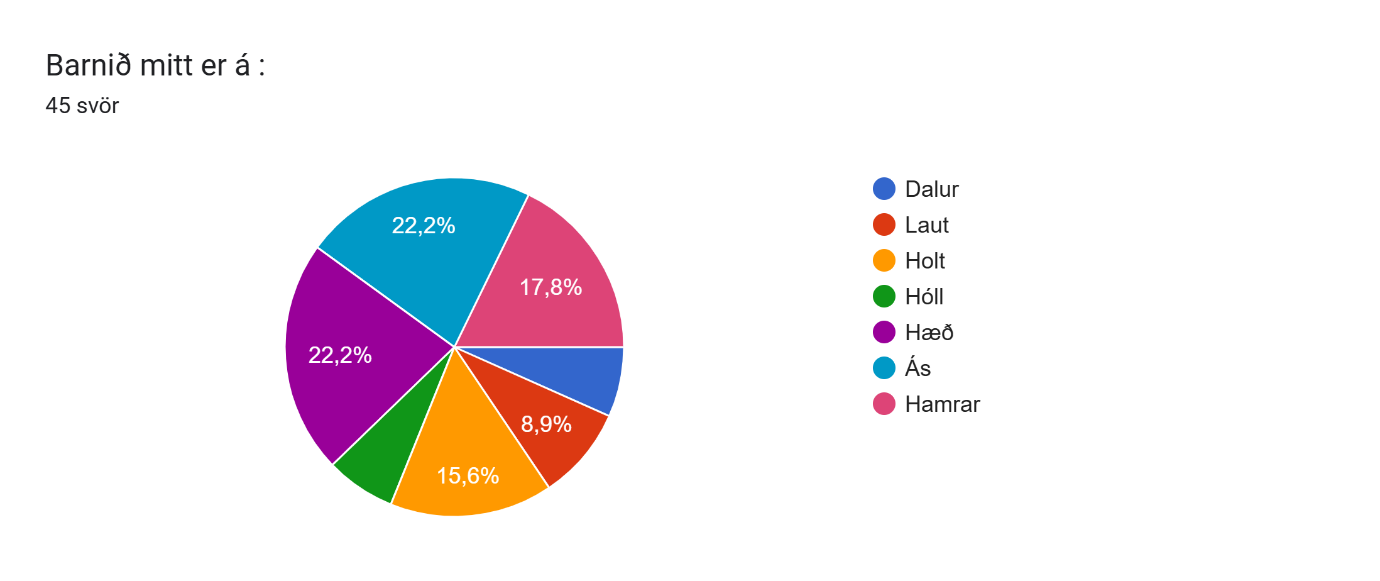 Barnið mitt er á :
45 svör
22,2%
17,8%
22,2%
8,9%
15,6%
Dalur
Laut
Holt
Hóll
Hæð
Ás
Hamrar